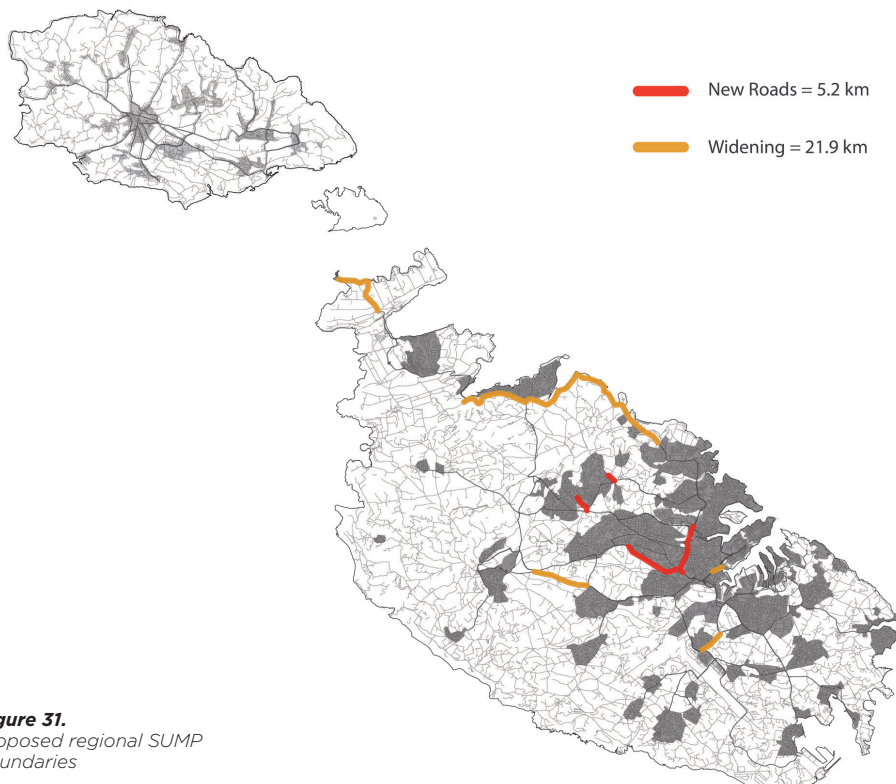 New Roads = 5.2 km
Widening = 21.9 km
gure 31.
oposed regional SUMP
undaries